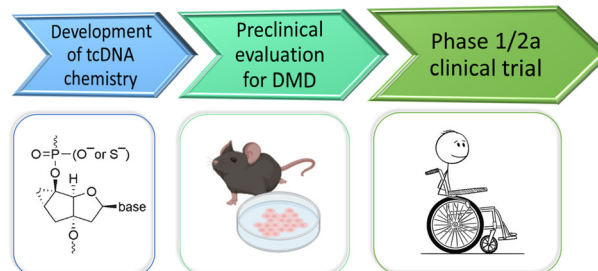 Development
of tcDNA
chemistry
Preclinical
evaluation
for DMD
Phase 1/2a
clinical trial
O=P−(O⁻ or S⁻)
O
H
O
base
O